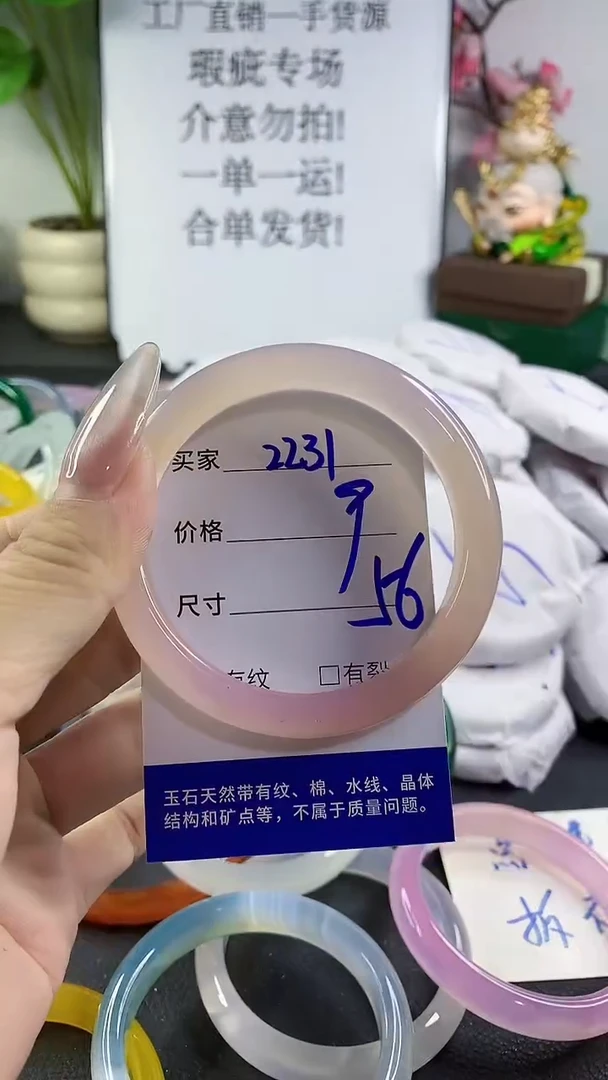 工厂直销一手货源
瑕疵专场
介意勿拍!
一单一运!
合单发货!
买家 2231
价格
尺寸 56
有纹 □有裂
玉石天然带有纹、棉、水线、晶体
结构和矿点等，不属于质量问题。
拆